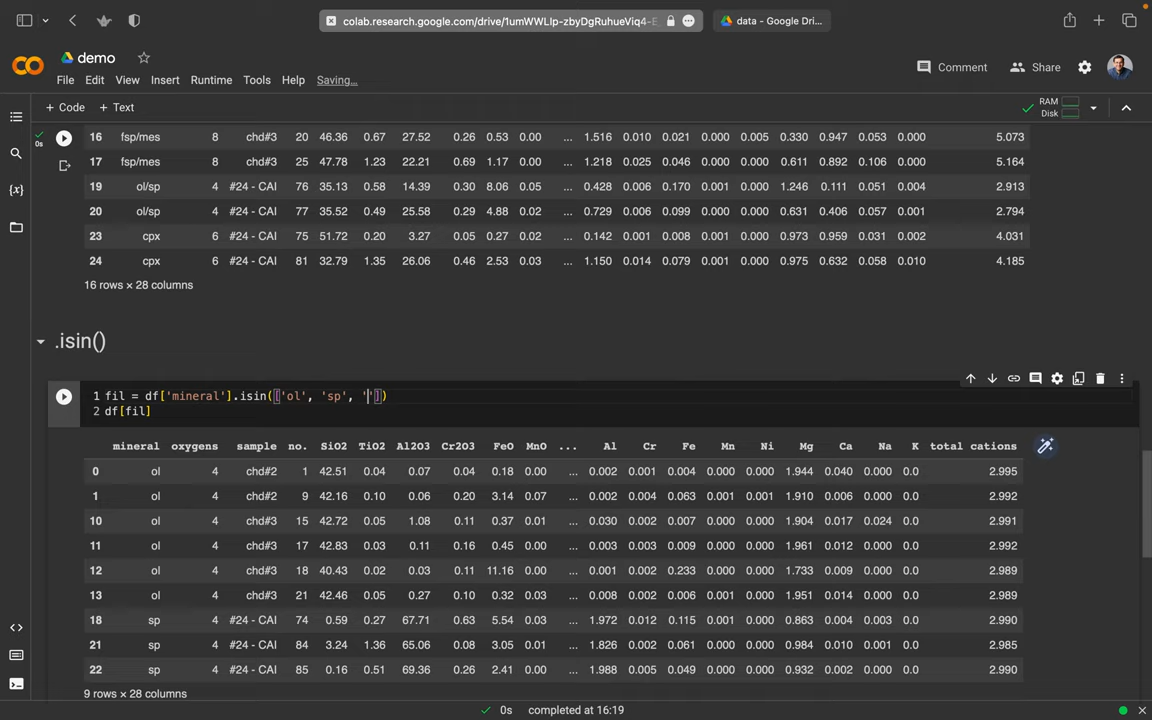 colab.research.google.com/drive/1umWWLIp-zbyDgRuhueViq4-E
data - Google Driv...
demo
File Edit View Insert Runtime Tools Help Saving...
Comment Share
+ Code + Text
RAM
Disk
16 fsp/mes 8 chd#3 20 46.36 0.67 27.52 0.26 0.53 0.00 ... 1.516 0.010 0.021 0.000 0.005 0.330 0.947 0.053 0.000 5.073
0s
17 fsp/mes 8 chd#3 25 47.78 1.23 22.21 0.69 1.17 0.00 ... 1.218 0.025 0.046 0.000 0.000 0.611 0.892 0.106 0.000 5.164
19 ol/sp 4 #24 - CAI 76 35.13 0.58 14.39 0.30 8.06 0.05 ... 0.428 0.006 0.170 0.001 0.000 1.246 0.111 0.051 0.004 2.913
20 ol/sp 4 #24 - CAI 77 35.52 0.49 25.58 0.29 4.88 0.02 ... 0.729 0.006 0.099 0.000 0.000 0.631 0.406 0.057 0.001 2.794
23 cpx 6 #24 - CAI 75 51.72 0.20 3.27 0.05 0.27 0.02 ... 0.142 0.001 0.008 0.001 0.000 0.973 0.959 0.031 0.002 4.031
24 cpx 6 #24 - CAI 81 32.79 1.35 26.06 0.46 2.53 0.03 ... 1.150 0.014 0.079 0.001 0.000 0.975 0.632 0.058 0.010 4.185
16 rows × 28 columns
.isin()
1 fil = df['mineral'].isin(['ol', 'sp', ''])
2 df[fil]
mineral oxygens sample no. SiO2 TiO2 Al2O3 Cr2O3 FeO MnO ... Al Cr Fe Mn Ni Mg Ca Na K total cations
0 ol 4 chd#2 1 42.51 0.04 0.07 0.04 0.18 0.00 ... 0.002 0.001 0.004 0.000 0.000 1.944 0.040 0.000 0.0 2.995
1 ol 4 chd#2 9 42.16 0.10 0.06 0.20 3.14 0.07 ... 0.002 0.004 0.063 0.001 0.001 1.910 0.006 0.000 0.0 2.992
10 ol 4 chd#3 15 42.72 0.05 1.08 0.11 0.37 0.01 ... 0.030 0.002 0.007 0.000 0.000 1.904 0.017 0.024 0.0 2.991
11 ol 4 chd#3 17 42.83 0.03 0.11 0.16 0.45 0.00 ... 0.003 0.003 0.009 0.000 0.000 1.961 0.012 0.000 0.0 2.992
12 ol 4 chd#3 18 40.43 0.02 0.03 0.11 11.16 0.00 ... 0.001 0.002 0.233 0.000 0.000 1.733 0.009 0.000 0.0 2.989
13 ol 4 chd#3 21 42.46 0.05 0.27 0.10 0.32 0.03 ... 0.008 0.002 0.006 0.001 0.000 1.951 0.014 0.000 0.0 2.989
18 sp 4 #24 - CAI 74 0.59 0.27 67.71 0.63 5.54 0.03 ... 1.972 0.012 0.115 0.001 0.000 0.863 0.004 0.003 0.0 2.990
21 sp 4 #24 - CAI 84 3.24 1.36 65.06 0.08 3.05 0.01 ... 1.826 0.002 0.061 0.000 0.000 0.984 0.010 0.001 0.0 2.985
22 sp 4 #24 - CAI 85 0.16 0.51 69.36 0.26 2.41 0.00 ... 1.988 0.005 0.049 0.000 0.000 0.932 0.002 0.000 0.0 2.990
9 rows × 28 columns
0s completed at 16:19